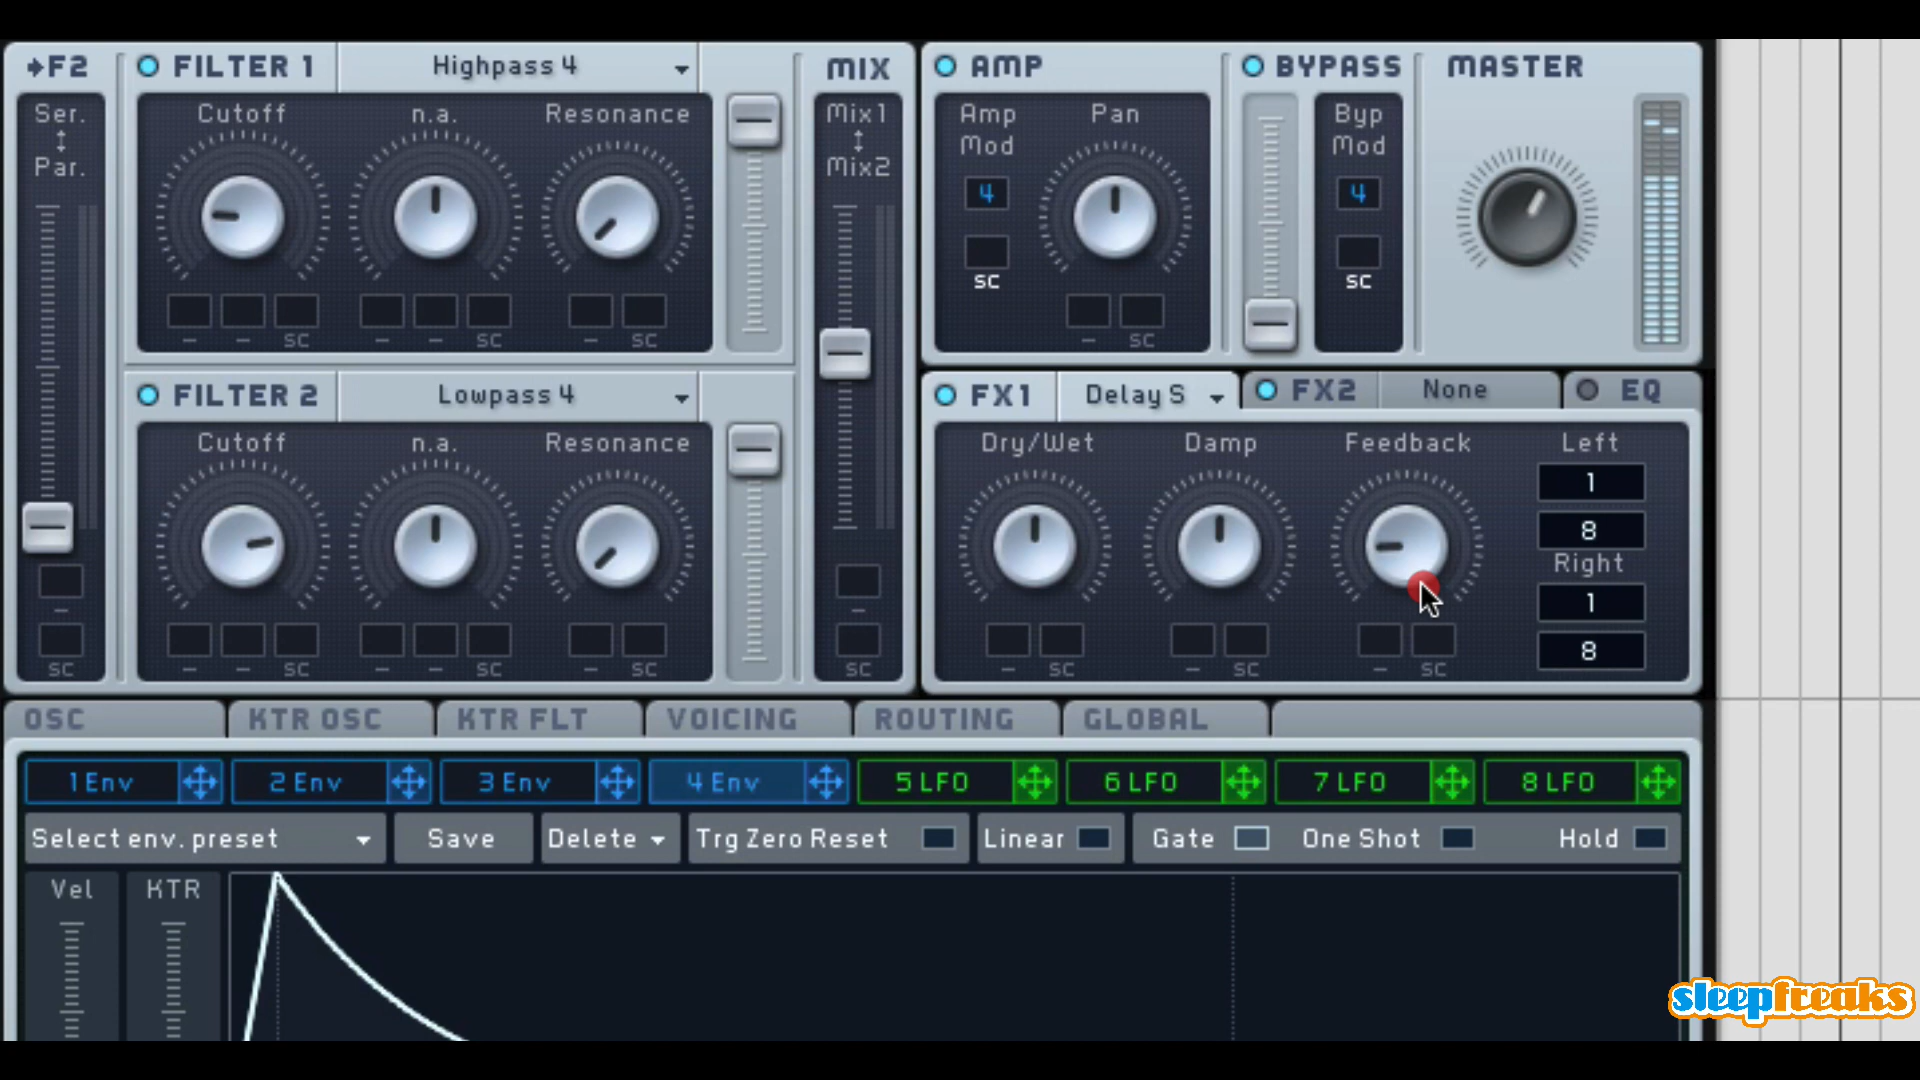 F2
FILTER 1
Highpass 4
MIX
AMP
BYPASS
MASTER
Ser.
Par.
Cutoff
n.a.
Resonance
Mix1
Mix2
Amp
Mod
Pan
Byp
Mod
4
4
SC
SC
SC
SC
SC
SC
FILTER 2
Lowpass 4
FX1
Delay S
FX2
None
EQ
Cutoff
n.a.
Resonance
Dry/Wet
Damp
Feedback
Left
1
8
Right
1
8
SC
SC
SC
SC
SC
SC
SC
SC
OSC
KTR OSC
KTR FLT
VOICING
ROUTING
GLOBAL
1 Env
2 Env
3 Env
4 Env
5 LFO
6 LFO
7 LFO
8 LFO
Select env. preset
Save
Delete
Trg Zero Reset
Linear
Gate
One Shot
Hold
Vel
KTR
sleepfreaks